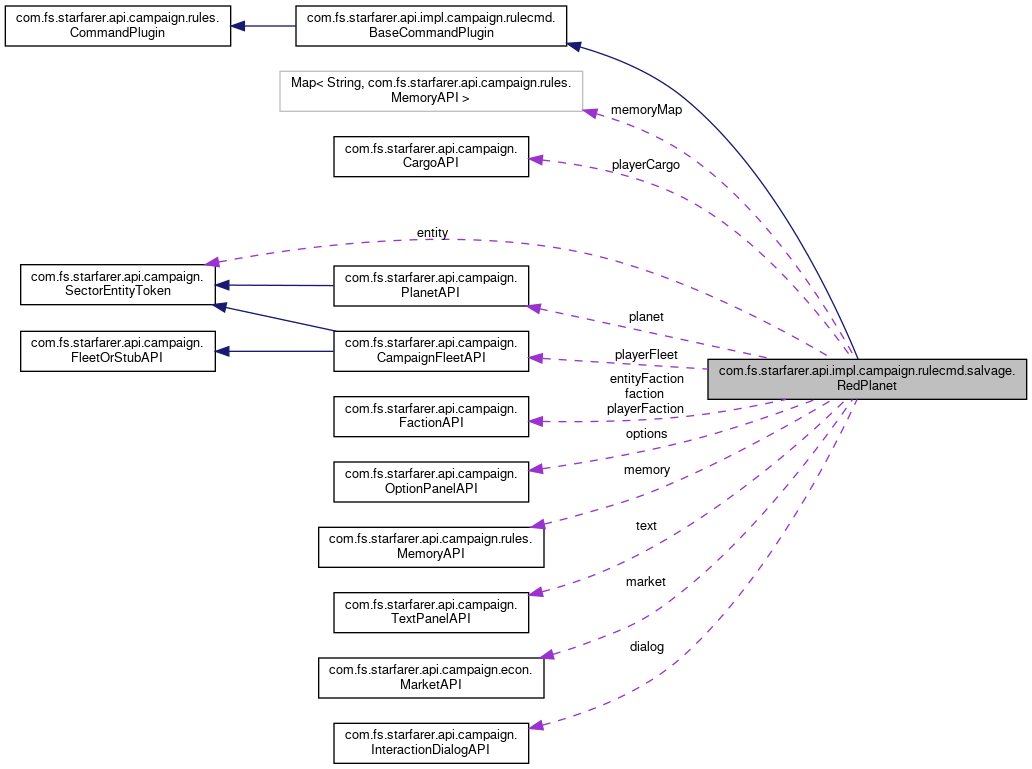 com.fs.starfarer.api.campaign.rules.
CommandPlugin
com.fs.starfarer.api.impl.campaign.rulecmd.
BaseCommandPlugin
Map< String, com.fs.starfarer.api.campaign.rules.
MemoryAPI >
memoryMap
com.fs.starfarer.api.campaign.
CargoAPI
playerCargo
entity
com.fs.starfarer.api.campaign.
SectorEntityToken
com.fs.starfarer.api.campaign.
PlanetAPI
planet
com.fs.starfarer.api.campaign.
FleetOrStubAPI
com.fs.starfarer.api.campaign.
CampaignFleetAPI
playerFleet
com.fs.starfarer.api.impl.campaign.rulecmd.salvage.
RedPlanet
entityFaction
faction
playerFaction
com.fs.starfarer.api.campaign.
FactionAPI
options
com.fs.starfarer.api.campaign.
OptionPanelAPI
memory
com.fs.starfarer.api.campaign.rules.
MemoryAPI
text
com.fs.starfarer.api.campaign.
TextPanelAPI
market
com.fs.starfarer.api.campaign.econ.
MarketAPI
dialog
com.fs.starfarer.api.campaign.
InteractionDialogAPI